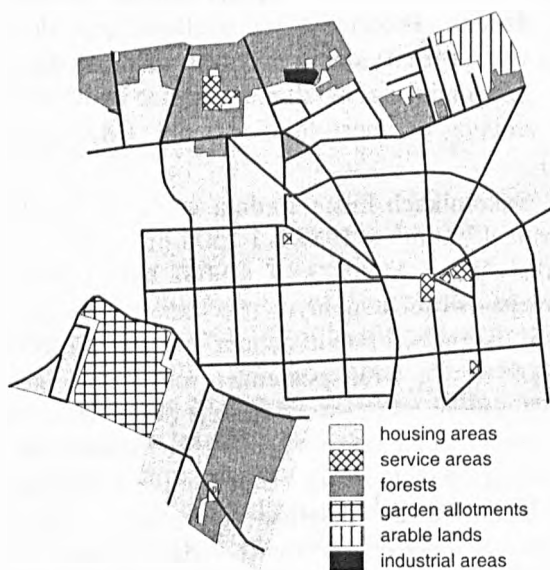 housing areas
service areas
forests
garden allotments
arable lands
industrial areas